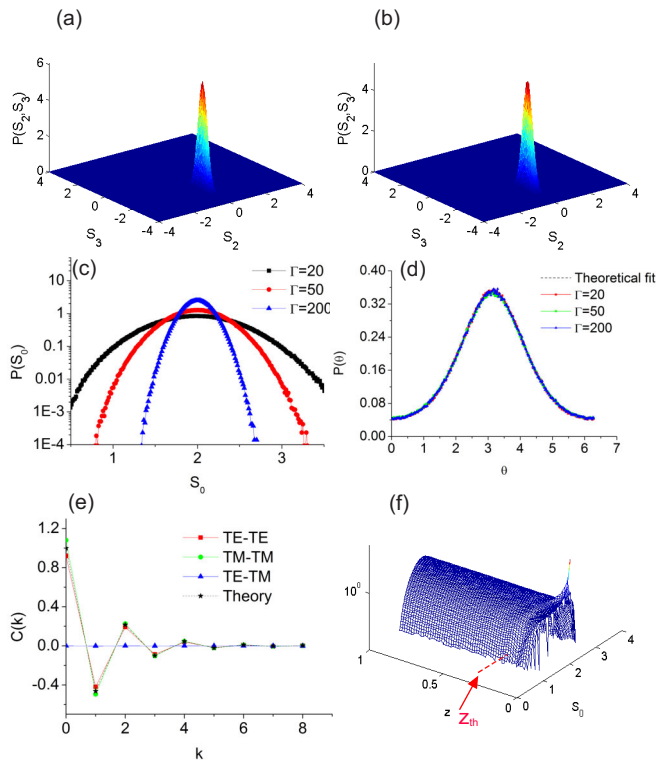 (a)
(b)
P(S2,S3)
6
4
2
0
4
2
0
-2
-4
S3
-4
-2
0
2
4
S2
P(S2,S3)
4
2
0
4
2
0
-2
-4
S3
-4
-2
0
2
4
S2
(c)
P(S0)
10
1
0.1
0.01
1E-3
1E-4
1
2
3
S0
Γ=20
Γ=50
Γ=200
(d)
P(θ)
0.40
0.32
0.24
0.16
0.08
0.00
0
1
2
3
4
5
6
7
θ
Theoretical fit
Γ=20
Γ=50
Γ=200
(e)
C(k)
1.2
0.8
0.4
0.0
-0.4
0
2
4
6
8
k
TE-TE
TM-TM
TE-TM
Theory
(f)
10^0
1
0.5
0
z
Zth
0
1
2
3
4
S0